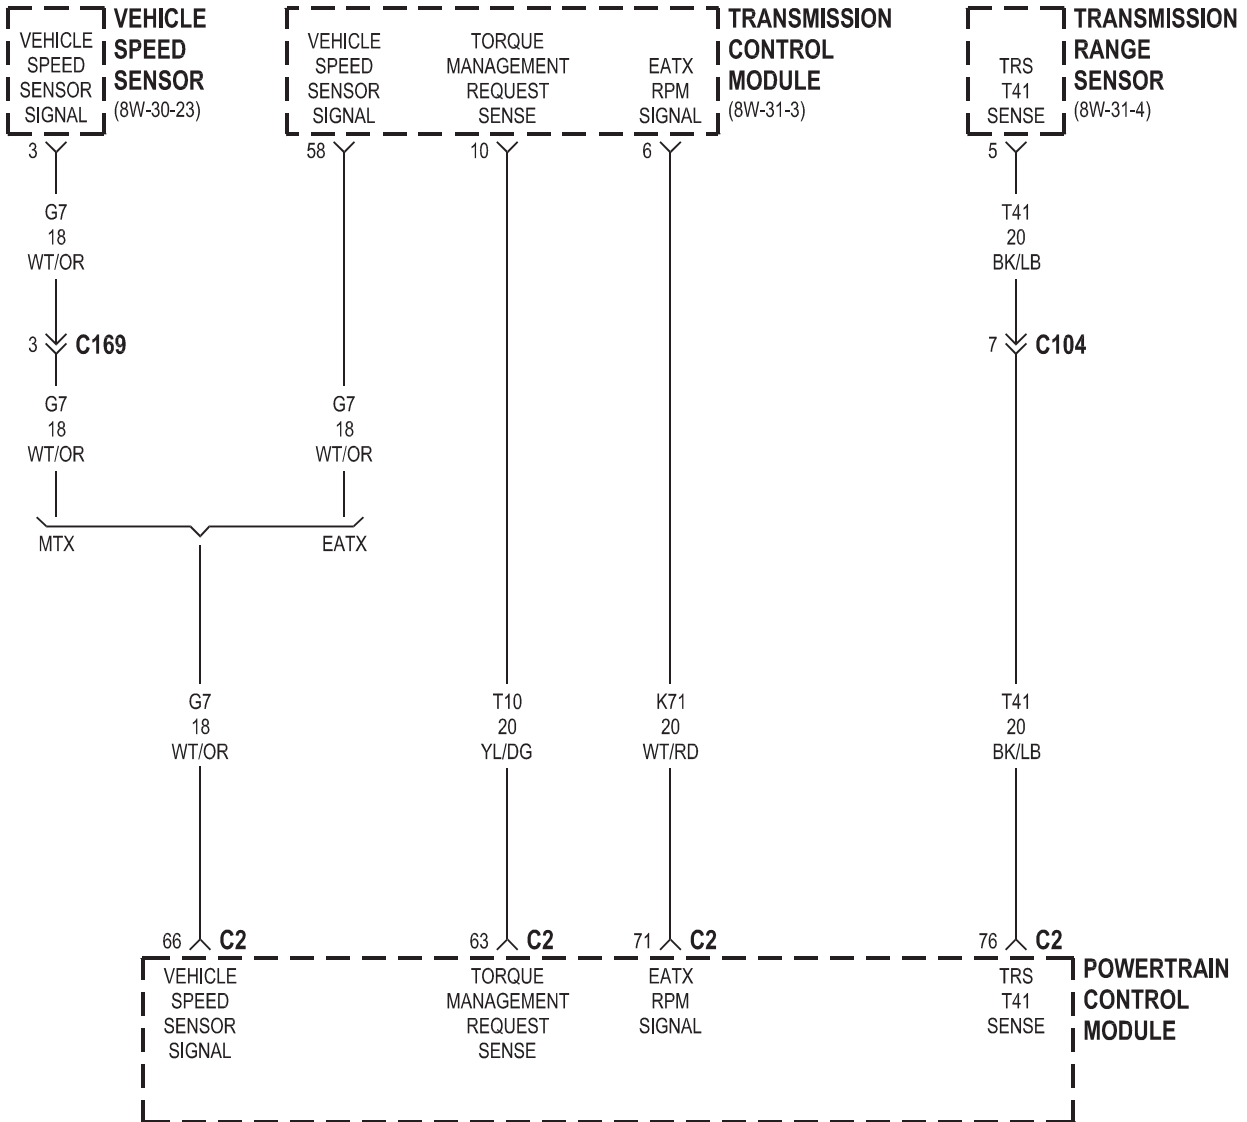 VEHICLE
SPEED
SENSOR
SIGNAL
VEHICLE
SPEED
SENSOR
(8W-30-23)
VEHICLE
SPEED
SENSOR
SIGNAL
TORQUE
MANAGEMENT
REQUEST
SENSE
EATX
RPM
SIGNAL
TRANSMISSION
CONTROL
MODULE
(8W-31-3)
TRS
T41
SENSE
TRANSMISSION
RANGE
SENSOR
(8W-31-4)
3
58
10
6
5
G7
18
WT/OR
T41
20
BK/LB
3 C169
7 C104
G7
18
WT/OR
G7
18
WT/OR
MTX
EATX
G7
18
WT/OR
T10
20
YL/DG
K71
20
WT/RD
T41
20
BK/LB
66 C2
63 C2
71 C2
76 C2
VEHICLE
SPEED
SENSOR
SIGNAL
TORQUE
MANAGEMENT
REQUEST
SENSE
EATX
RPM
SIGNAL
TRS
T41
SENSE
POWERTRAIN
CONTROL
MODULE